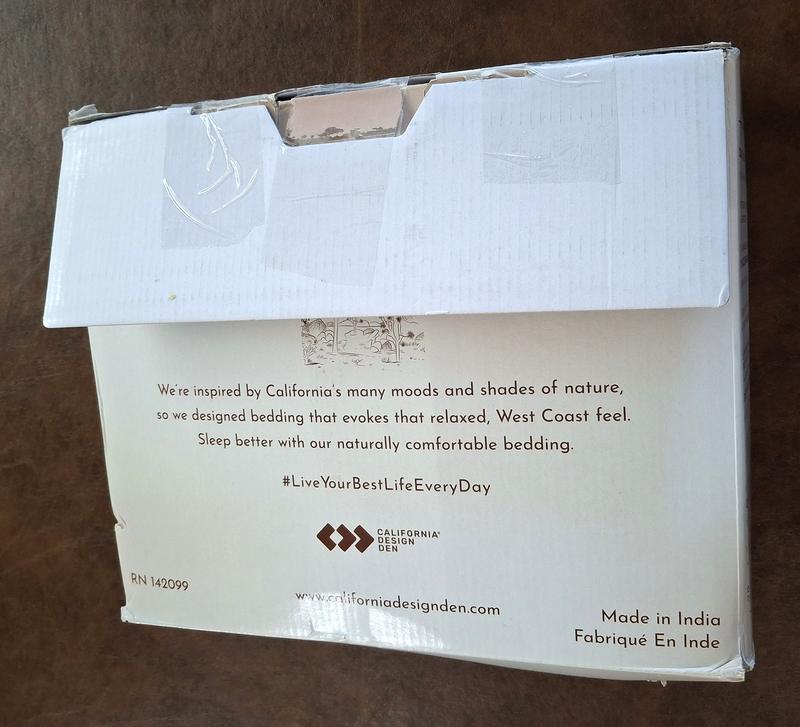 We're inspired by California's many moods and shades of nature,
so we designed bedding that evokes that relaxed, West Coast feel.
Sleep better with our naturally comfortable bedding.
#LiveYourBestLifeEveryDay
CALIFORNIA®
DESIGN
DEN
RN 142099
www.californiadesignden.com
Made in India
Fabriqué En Inde